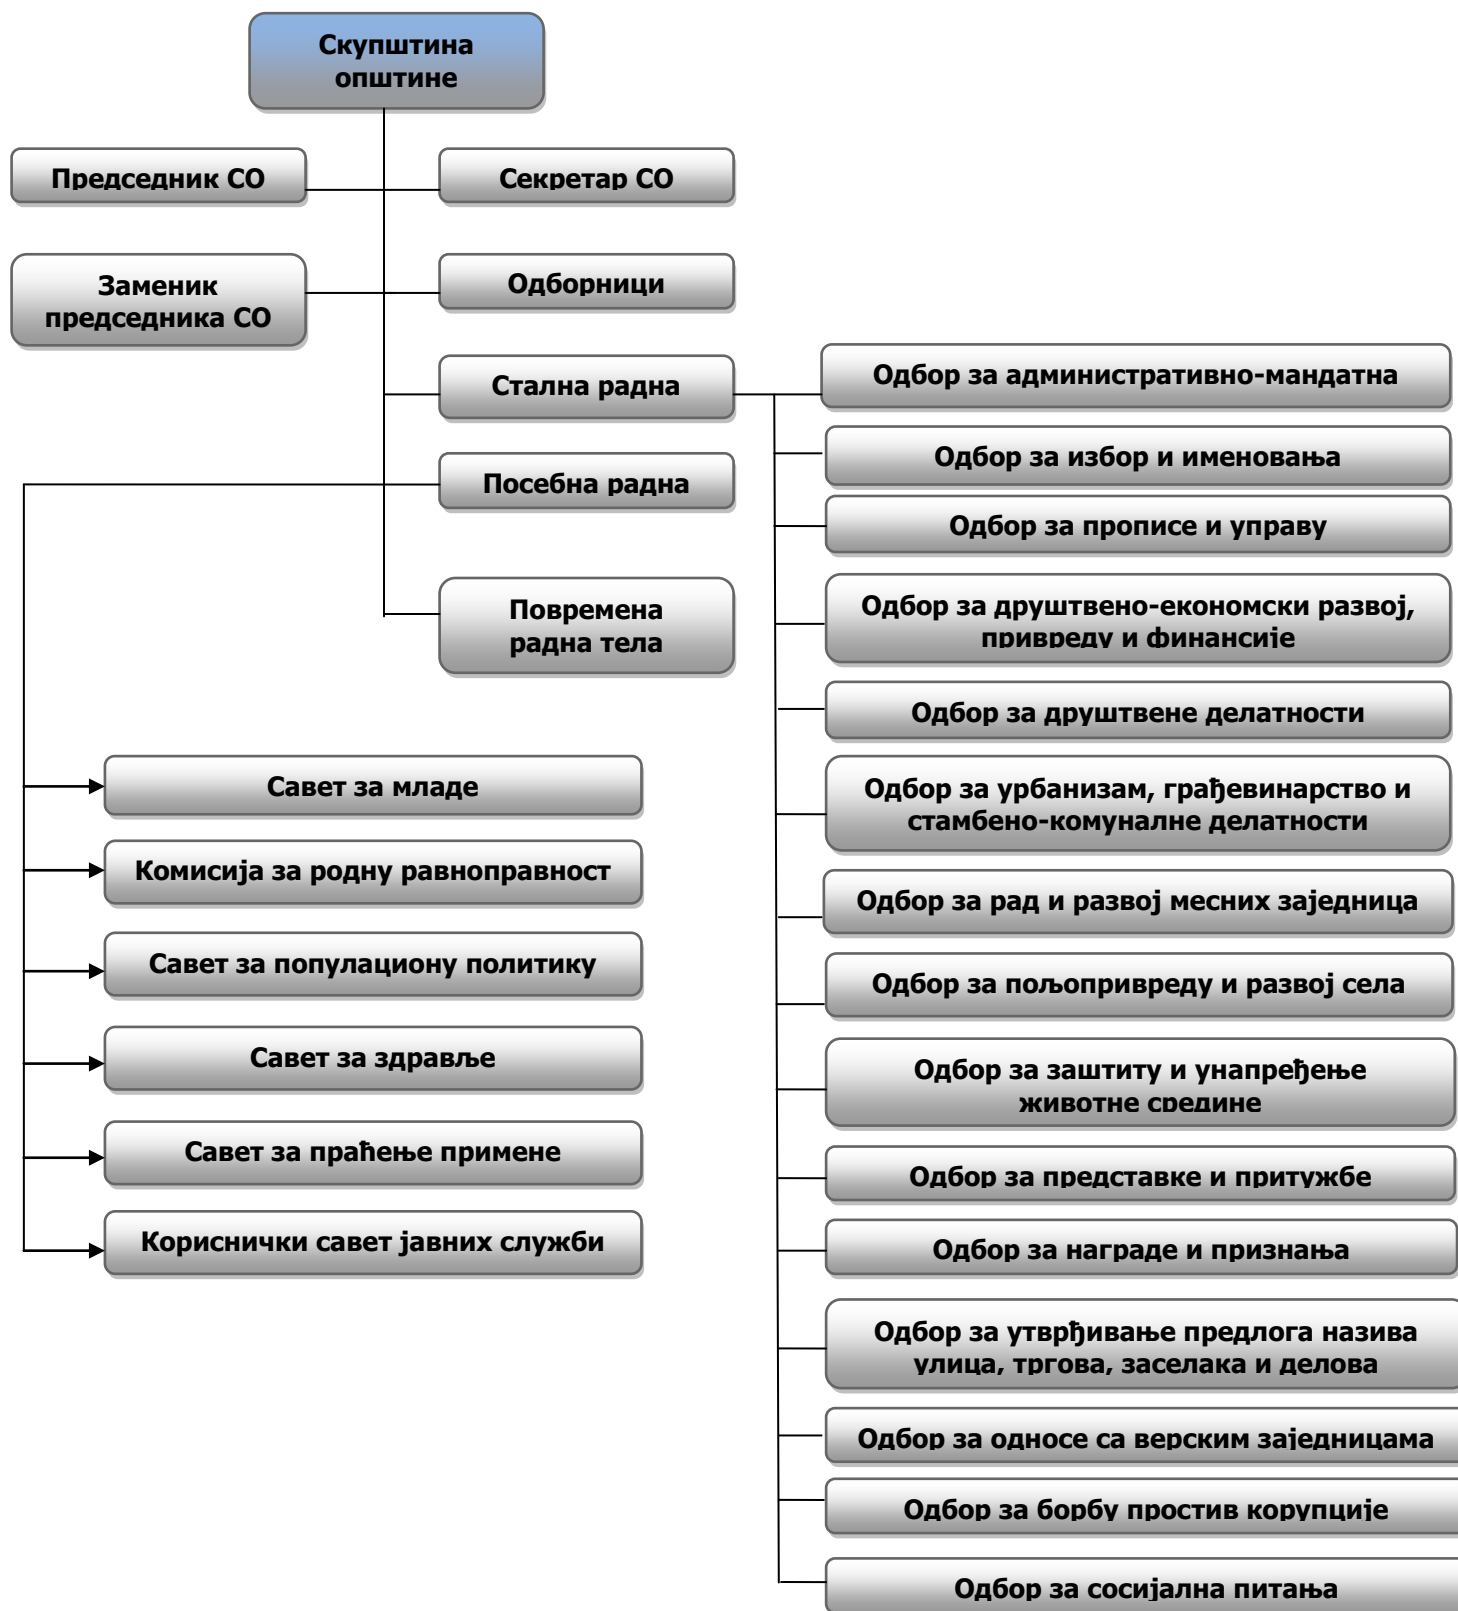 Скупштина
општине
Председник СО
Секретар СО
Заменик
председника СО
Одборници
Стална радна
Посебна радна
Повремена
радна тела
Одбор за административно-мандатна
Одбор за избор и именовања
Одбор за прописе и управу
Одбор за друштвено-економски развој,
привреду и финансије
Одбор за друштвене делатности
Одбор за урбанизам, грађевинарство и
стамбено-комуналне делатности
Одбор за рад и развој месних заједница
Одбор за пољопривреду и развој села
Одбор за заштиту и унапређење
животне средине
Одбор за представке и притужбе
Одбор за награде и признања
Одбор за утврђивање предлога назива
улица, тргова, заселака и делова
Одбор за односе са верским заједницама
Одбор за борбу простив корупције
Одбор за сосијална питања
Савет за младе
Комисија за родну равноправност
Савет за популациону политику
Савет за здравље
Савет за праћење примене
Кориснички савет јавних служби